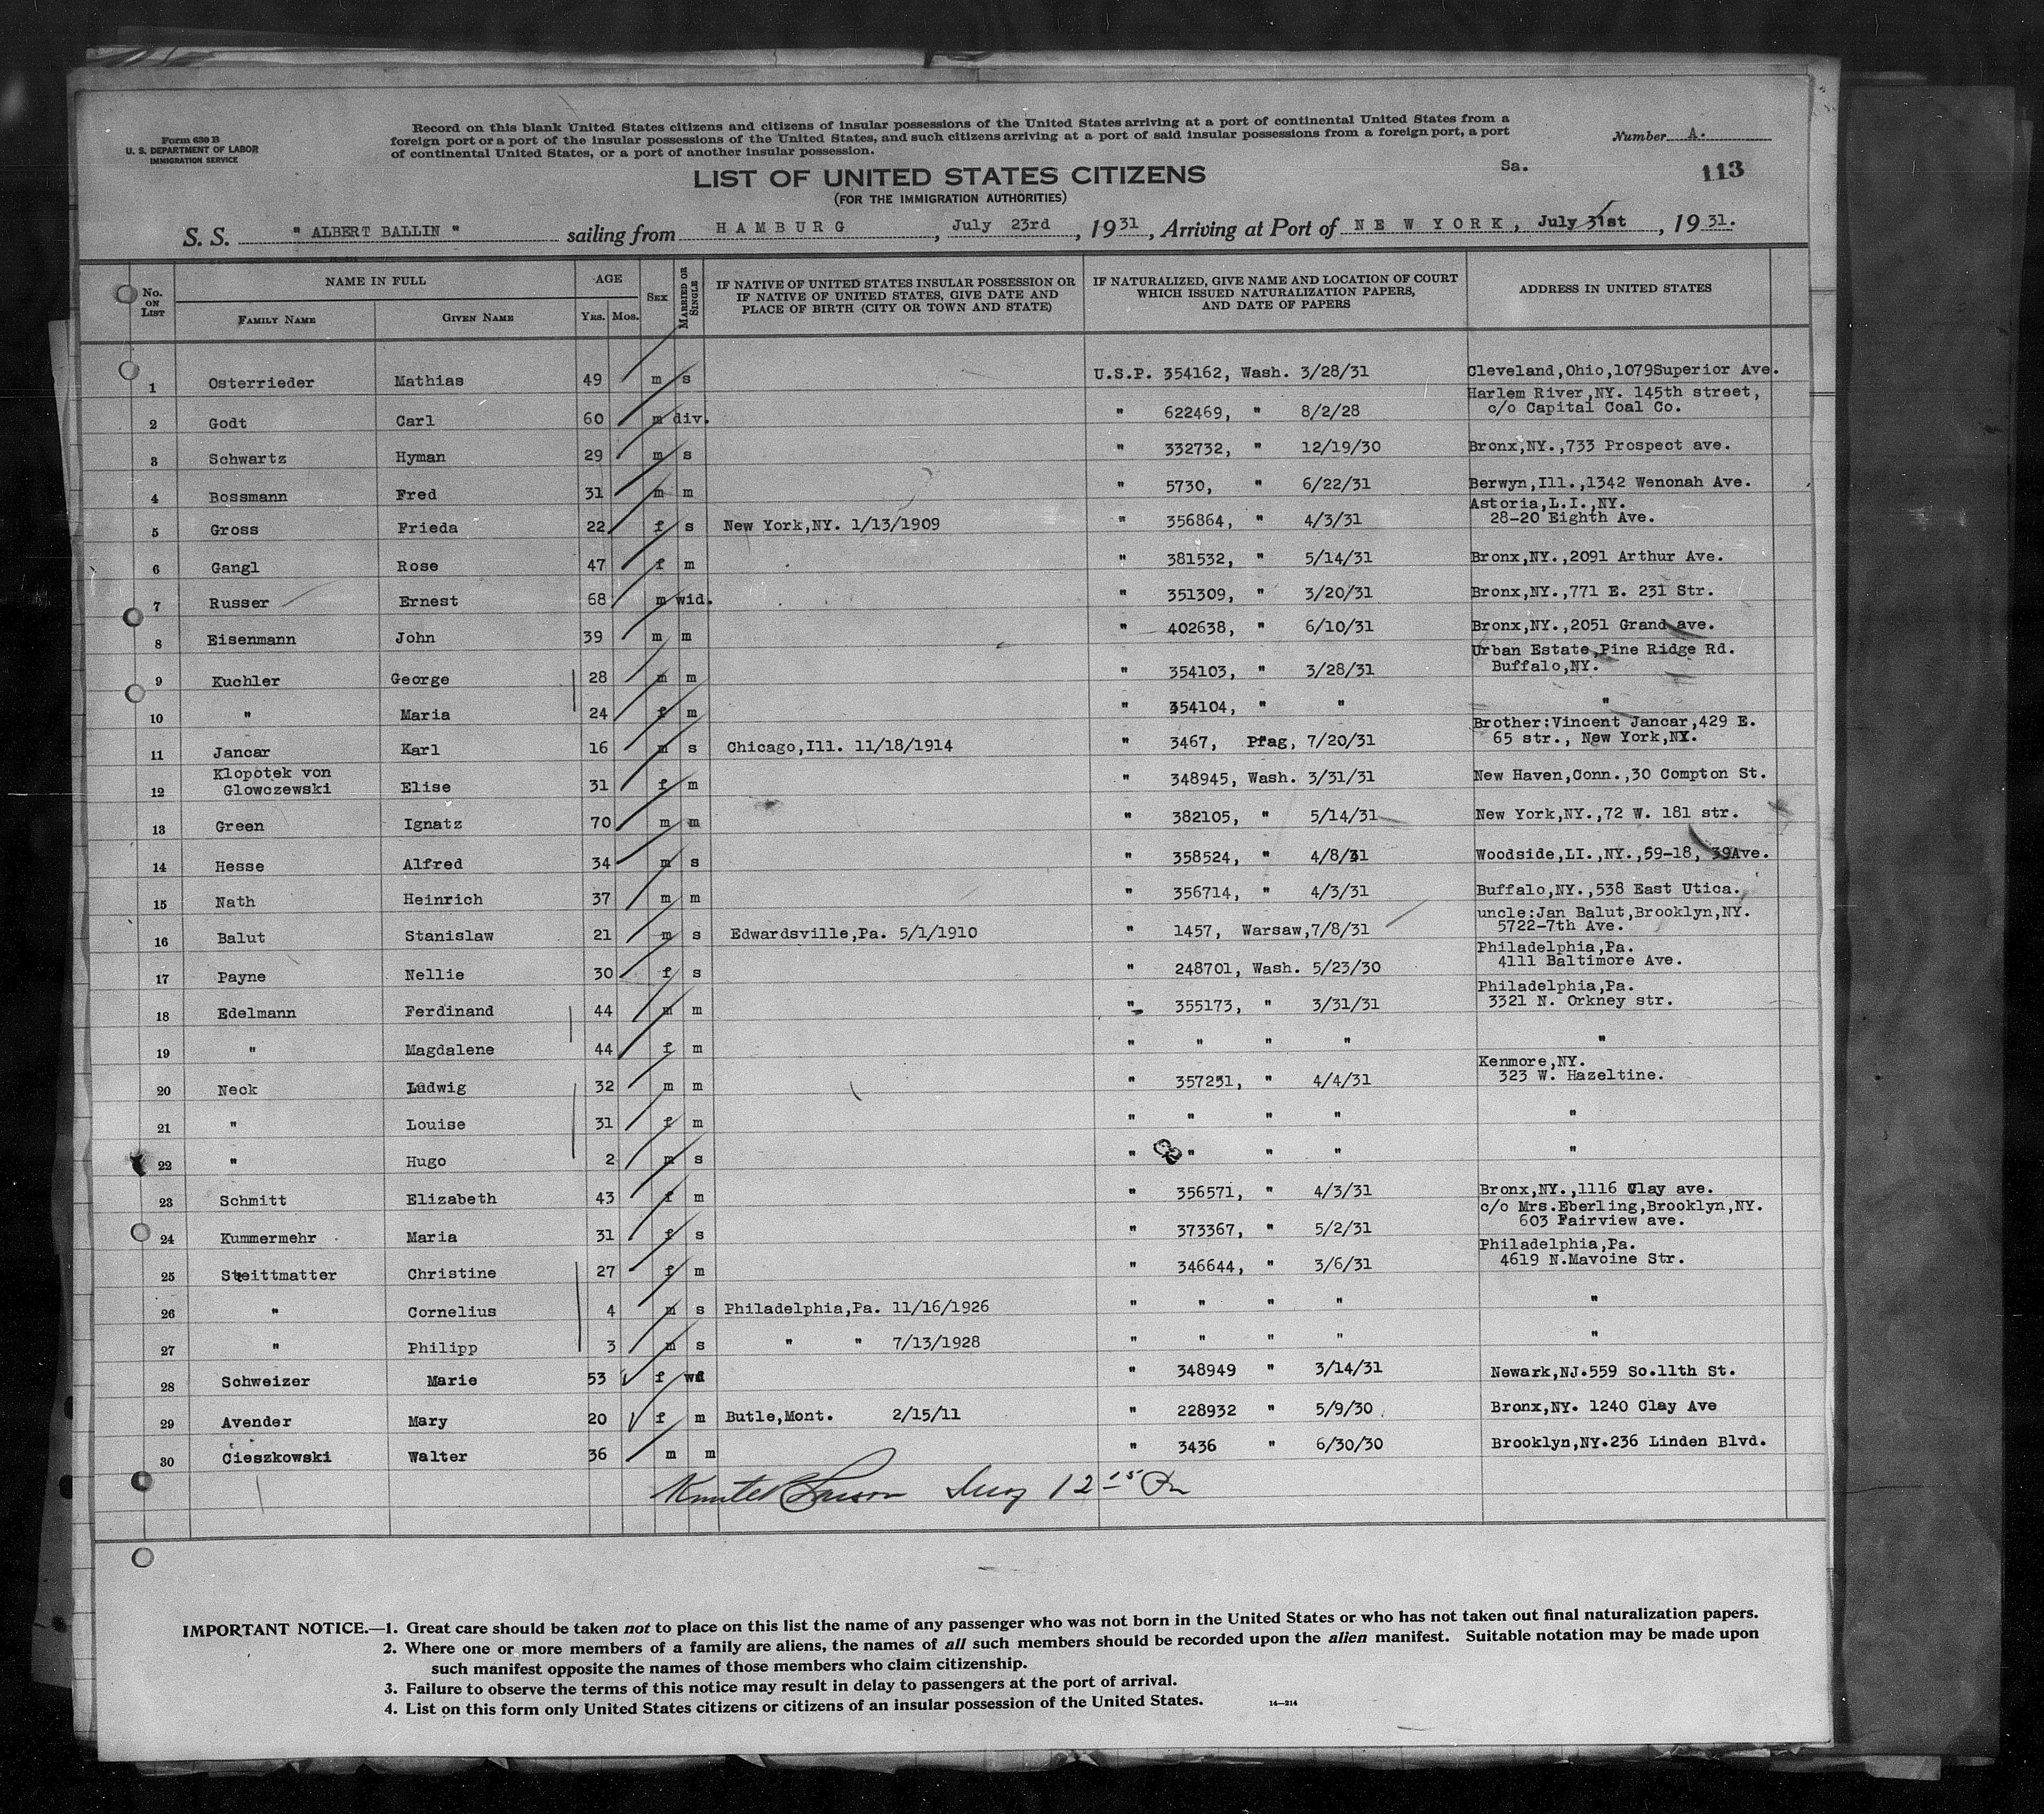 Form 630 B
U. S. DEPARTMENT OF LABOR
IMMIGRATION SERVICE
Record on this blank United States citizens and citizens of insular possessions of the United States arriving at a port of continental United States from a
foreign port or a port of the insular possessions of the United States, and such citizens arriving at a port of said insular possessions from a foreign port, a port
of continental United States, or a port of another insular possession.
Number A.
Sa.
113
LIST OF UNITED STATES CITIZENS
(FOR THE IMMIGRATION AUTHORITIES)
S. S. " ALBERT BALLIN " sailing from HAMBURG, July 23rd, 1931, Arriving at Port of NEW YORK, July 31st, 1931.
No. ON LIST
NAME IN FULL
FAMILY NAME GIVEN NAME
AGE
YRS. MOS.
SEX
MARRIED OR SINGLE
IF NATIVE OF UNITED STATES INSULAR POSSESSION OR
IF NATIVE OF UNITED STATES, GIVE DATE AND
PLACE OF BIRTH (CITY OR TOWN AND STATE)
IF NATURALIZED, GIVE NAME AND LOCATION OF COURT
WHICH ISSUED NATURALIZATION PAPERS,
AND DATE OF PAPERS
ADDRESS IN UNITED STATES
1 Osterrieder Mathias 49 m s U.S.P. 354162, Wash. 3/28/31 Cleveland,Ohio,1079Superior Ave.
2 Godt Carl 60 m div. " 622469, " 8/2/28 Harlem River,NY. 145th street,
c/o Capital Coal Co.
3 Schwartz Hyman 29 m s " 332732, " 12/19/30 Bronx,NY.,733 Prospect ave.
4 Bossmann Fred 31 m m " 5730, " 6/22/31 Berwyn,Ill.,1342 Wenonah Ave.
5 Gross Frieda 22 f s New York,NY. 1/13/1909 " 356864, " 4/3/31 Astoria,L.I.,NY.
28-20 Eighth Ave.
6 Gangl Rose 47 f m " 381532, " 5/14/31 Bronx,NY.,2091 Arthur Ave.
7 Russer Ernest 68 m wid. " 351309, " 3/20/31 Bronx,NY.,771 E. 231 Str.
8 Eisenmann John 39 m m " 402638, " 6/10/31 Bronx,NY.,2051 Grand ave.
9 Kuchler George 28 m m " 354103, " 3/28/31 Urban Estate,Pine Ridge Rd.
Buffalo,NY.
10 " Maria 24 f m " 354104, " " "
11 Jancar Karl 16 m s Chicago,Ill. 11/18/1914 " 3467, Prag, 7/20/31 Brother:Vincent Jancar,429 E.
65 str., New York,NY.
12 Klopotek von
Glowczewski Elise 31 f m " 348945, Wash. 3/31/31 New Haven,Conn.,30 Compton St.
13 Green Ignatz 70 m m " 382105, " 5/14/31 New York,NY.,72 W. 181 str.
14 Hesse Alfred 34 m s " 358524, " 4/8/31 Woodside,LI.,NY.,59-18, 39Ave.
15 Nath Heinrich 37 m m " 356714, " 4/3/31 Buffalo,NY.,538 East Utica.
16 Balut Stanislaw 21 m s Edwardsville,Pa. 5/1/1910 " 1457, Warsaw,7/8/31 uncle:Jan Balut,Brooklyn,NY.
5722-7th Ave.
17 Payne Nellie 30 f s " 248701, Wash. 5/23/30 Philadelphia,Pa.
4111 Baltimore Ave.
18 Edelmann Ferdinand 44 m m " 355173, " 3/31/31 Philadelphia,Pa.
3321 N. Orkney str.
19 " Magdalene 44 f m " " " " "
20 Neck Ludwig 32 m m " 357251, " 4/4/31 Kenmore,NY.
323 W. Hazeltine.
21 " Louise 31 f m " " " " "
22 " Hugo 2 m s " " " " "
23 Schmitt Elizabeth 43 f m " 356571, " 4/3/31 Bronx,NY.,1116 Clay ave.
24 Kummermehr Maria 31 f s " 373367, " 5/2/31 c/o Mrs.Eberling,Brooklyn,NY.
603 Fairview ave.
25 Streittmatter Christine 27 f m " 346644, " 3/6/31 Philadelphia,Pa.
4619 N.Mavoine Str.
26 " Cornelius 4 m s Philadelphia,Pa. 11/16/1926 " " " " "
27 " Philipp 3 m s " " 7/13/1928 " " " " "
28 Schweizer Marie 53 f wd " 348949 " 3/14/31 Newark,NJ.559 So.11th St.
29 Avender Mary 20 f m Butle,Mont. 2/15/11 " 228932 " 5/9/30 Bronx,NY. 1240 Clay Ave
30 Cieszkowski Walter 36 m m " 3436 " 6/30/30 Brooklyn,NY.236 Linden Blvd.
IMPORTANT NOTICE.—1. Great care should be taken not to place on this list the name of any passenger who was not born in the United States or who has not taken out final naturalization papers.
2. Where one or more members of a family are aliens, the names of all such members should be recorded upon the alien manifest. Suitable notation may be made upon
such manifest opposite the names of those members who claim citizenship.
3. Failure to observe the terms of this notice may result in delay to passengers at the port of arrival.
4. List on this form only United States citizens or citizens of an insular possession of the United States. 14—214